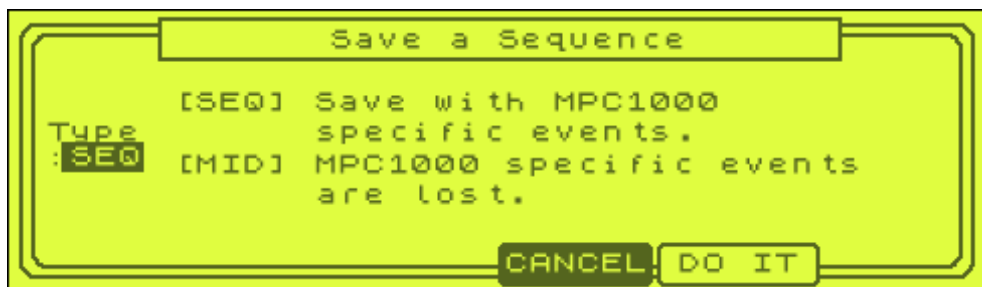 Save a Sequence
[SEQ] Save with MPC1000
Type specific events.
:SEQ [MID] MPC1000 specific events
are lost.
CANCEL DO IT